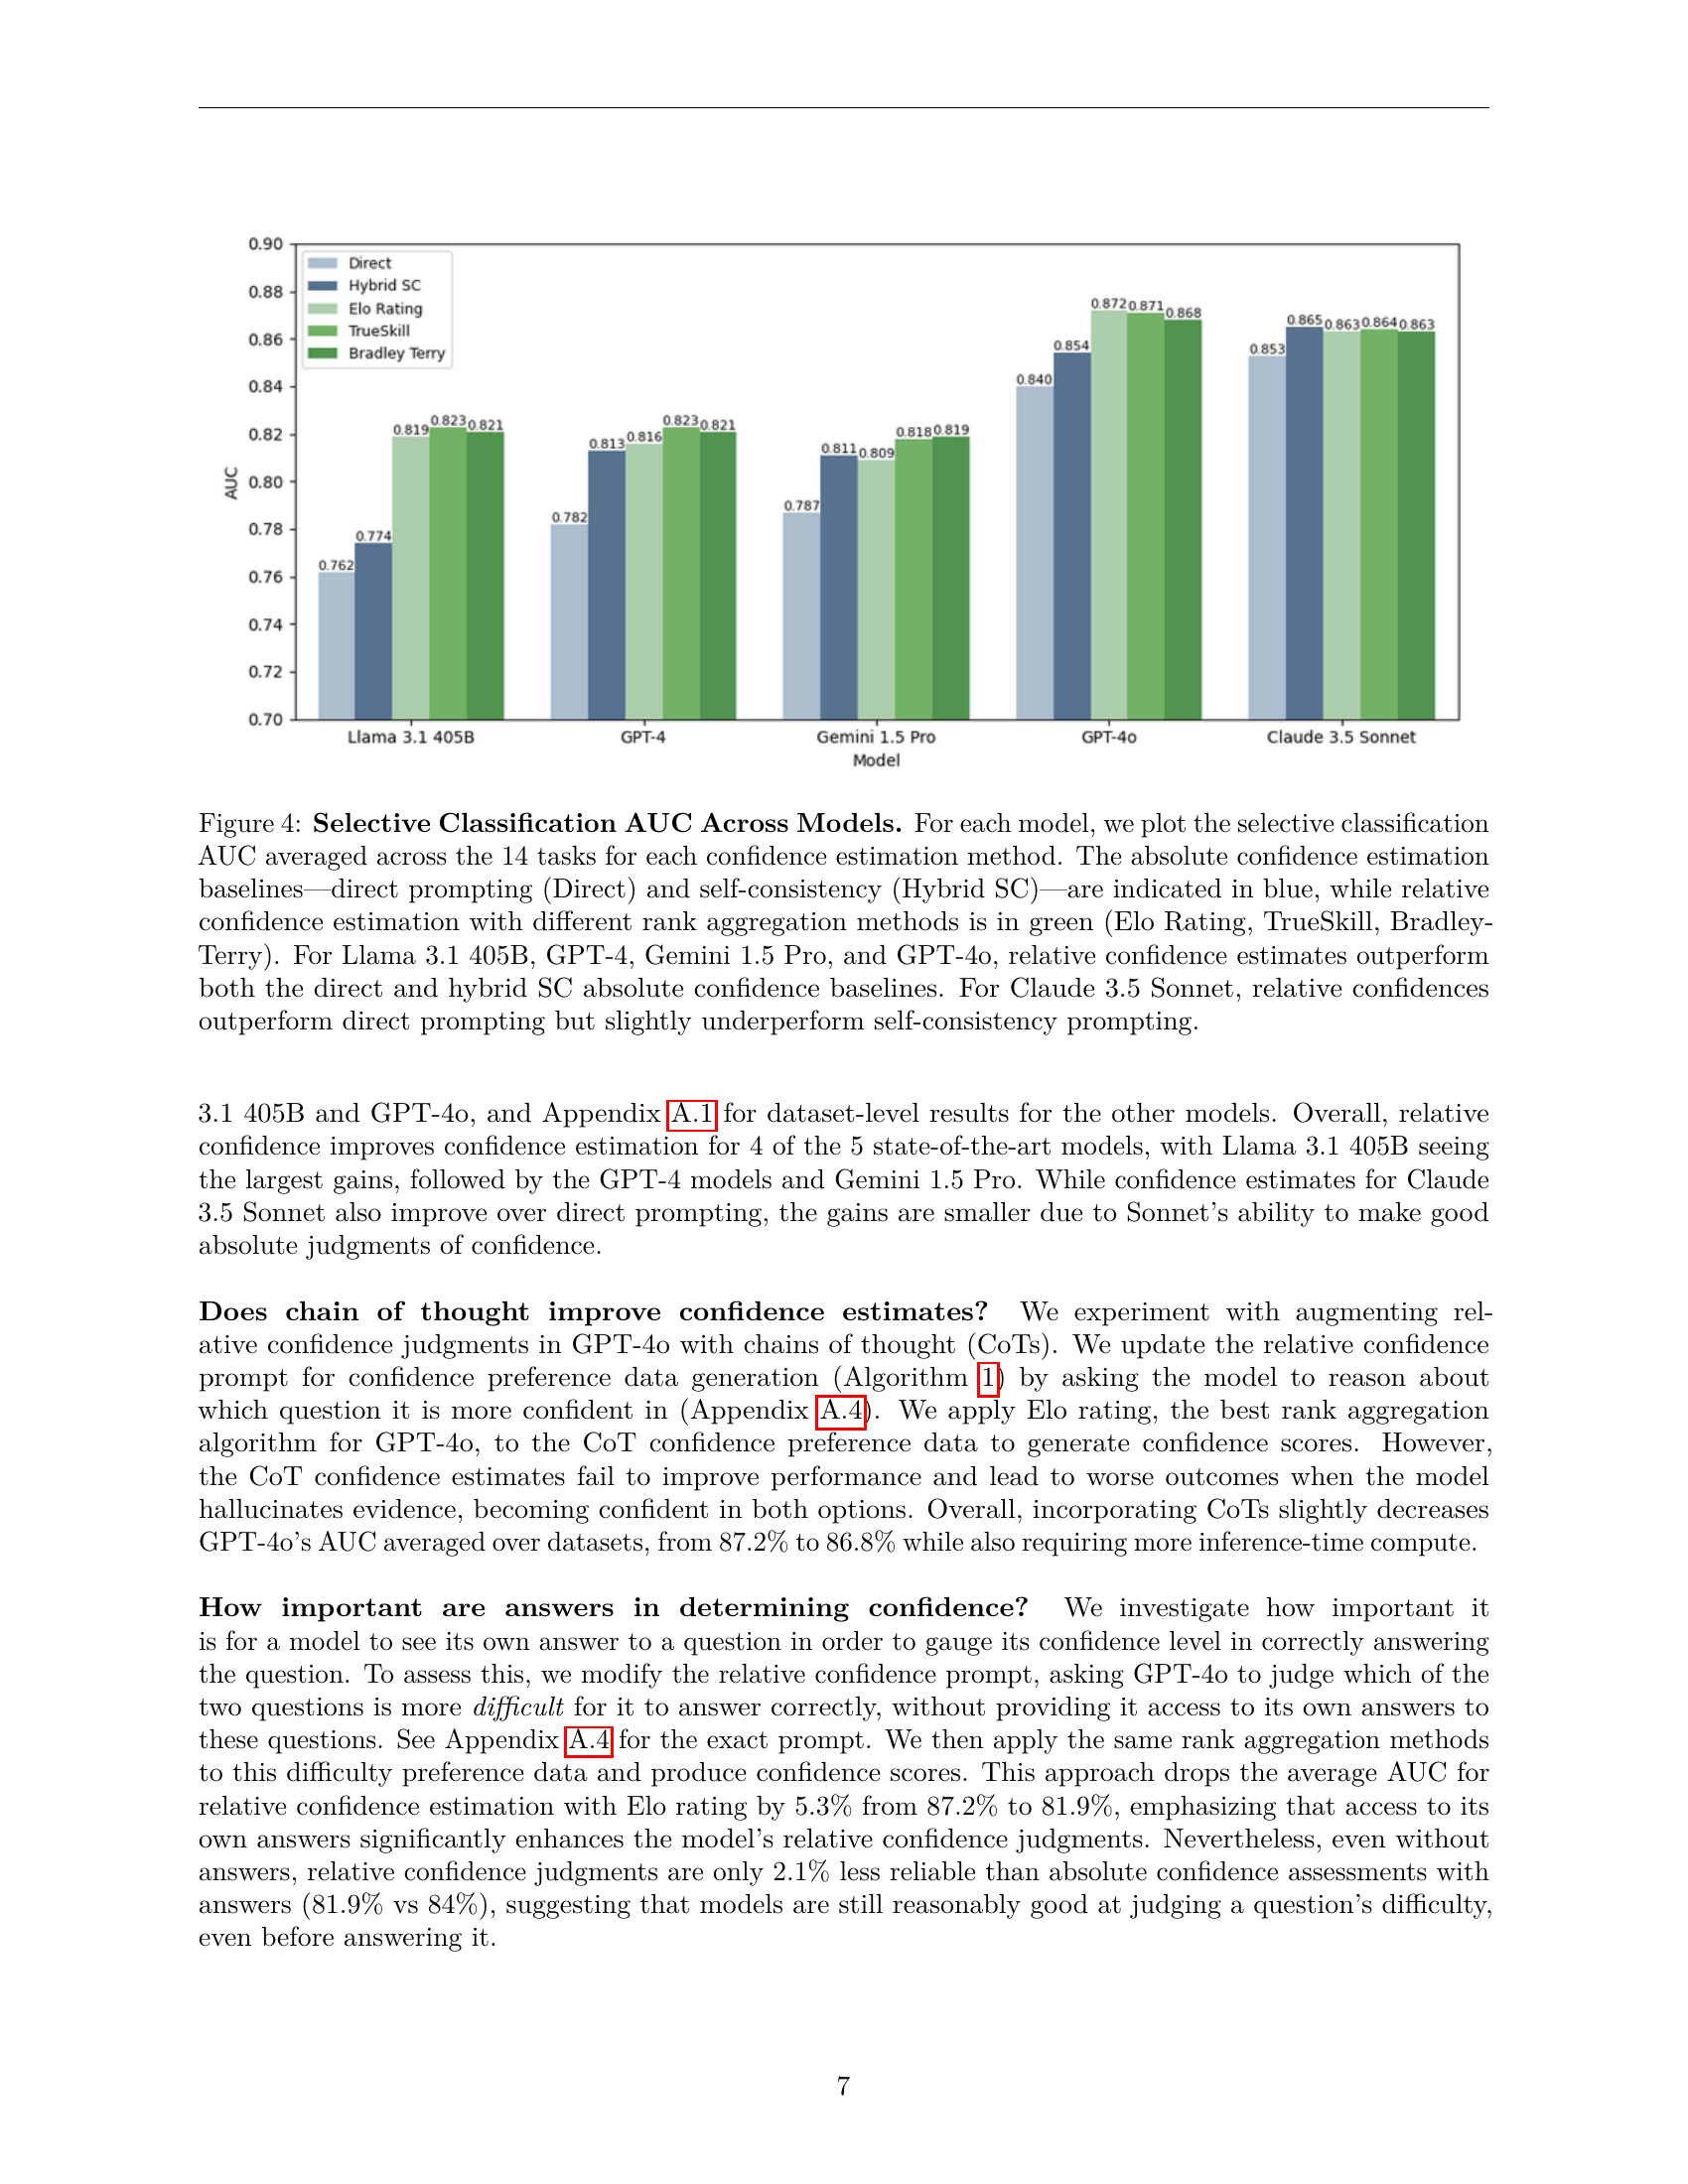 0.90
0.88
0.86
0.84
0.82
0.80
0.78
0.76
0.74
0.72
0.70
AUC
Direct
Hybrid SC
Elo Rating
TrueSkill
Bradley Terry
0.762
0.774
0.819
0.823
0.821
0.782
0.813
0.816
0.823
0.821
0.787
0.811
0.809
0.818
0.819
0.840
0.854
0.872
0.871
0.868
0.853
0.865
0.863
0.864
0.863
Llama 3.1 405B
GPT-4
Gemini 1.5 Pro
GPT-4o
Claude 3.5 Sonnet
Model
Figure 4: Selective Classification AUC Across Models. For each model, we plot the selective classification
AUC averaged across the 14 tasks for each confidence estimation method. The absolute confidence estimation
baselines—direct prompting (Direct) and self-consistency (Hybrid SC)—are indicated in blue, while relative
confidence estimation with different rank aggregation methods is in green (Elo Rating, TrueSkill, Bradley-
Terry). For Llama 3.1 405B, GPT-4, Gemini 1.5 Pro, and GPT-4o, relative confidence estimates outperform
both the direct and hybrid SC absolute confidence baselines. For Claude 3.5 Sonnet, relative confidences
outperform direct prompting but slightly underperform self-consistency prompting.
3.1 405B and GPT-4o, and Appendix A.1 for dataset-level results for the other models. Overall, relative
confidence improves confidence estimation for 4 of the 5 state-of-the-art models, with Llama 3.1 405B seeing
the largest gains, followed by the GPT-4 models and Gemini 1.5 Pro. While confidence estimates for Claude
3.5 Sonnet also improve over direct prompting, the gains are smaller due to Sonnet's ability to make good
absolute judgments of confidence.
Does chain of thought improve confidence estimates? We experiment with augmenting rel-
ative confidence judgments in GPT-4o with chains of thought (CoTs). We update the relative confidence
prompt for confidence preference data generation (Algorithm 1) by asking the model to reason about
which question it is more confident in (Appendix A.4). We apply Elo rating, the best rank aggregation
algorithm for GPT-4o, to the CoT confidence preference data to generate confidence scores. However,
the CoT confidence estimates fail to improve performance and lead to worse outcomes when the model
hallucinates evidence, becoming confident in both options. Overall, incorporating CoTs slightly decreases
GPT-4o's AUC averaged over datasets, from 87.2% to 86.8% while also requiring more inference-time compute.
How important are answers in determining confidence? We investigate how important it
is for a model to see its own answer to a question in order to gauge its confidence level in correctly answering
the question. To assess this, we modify the relative confidence prompt, asking GPT-4o to judge which of the
two questions is more difficult for it to answer correctly, without providing it access to its own answers to
these questions. See Appendix A.4 for the exact prompt. We then apply the same rank aggregation methods
to this difficulty preference data and produce confidence scores. This approach drops the average AUC for
relative confidence estimation with Elo rating by 5.3% from 87.2% to 81.9%, emphasizing that access to its
own answers significantly enhances the model's relative confidence judgments. Nevertheless, even without
answers, relative confidence judgments are only 2.1% less reliable than absolute confidence assessments with
answers (81.9% vs 84%), suggesting that models are still reasonably good at judging a question's difficulty,
even before answering it.
7